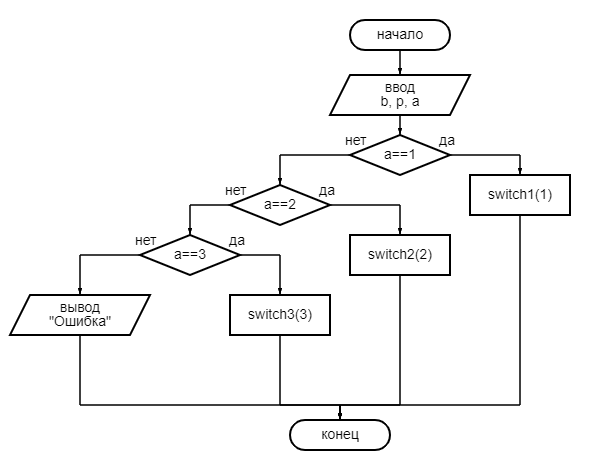 начало
ввод
b, p, a
нет
да
a==1
switch1(1)
нет
да
a==2
switch2(2)
нет
да
a==3
вывод
"Ошибка"
switch3(3)
конец